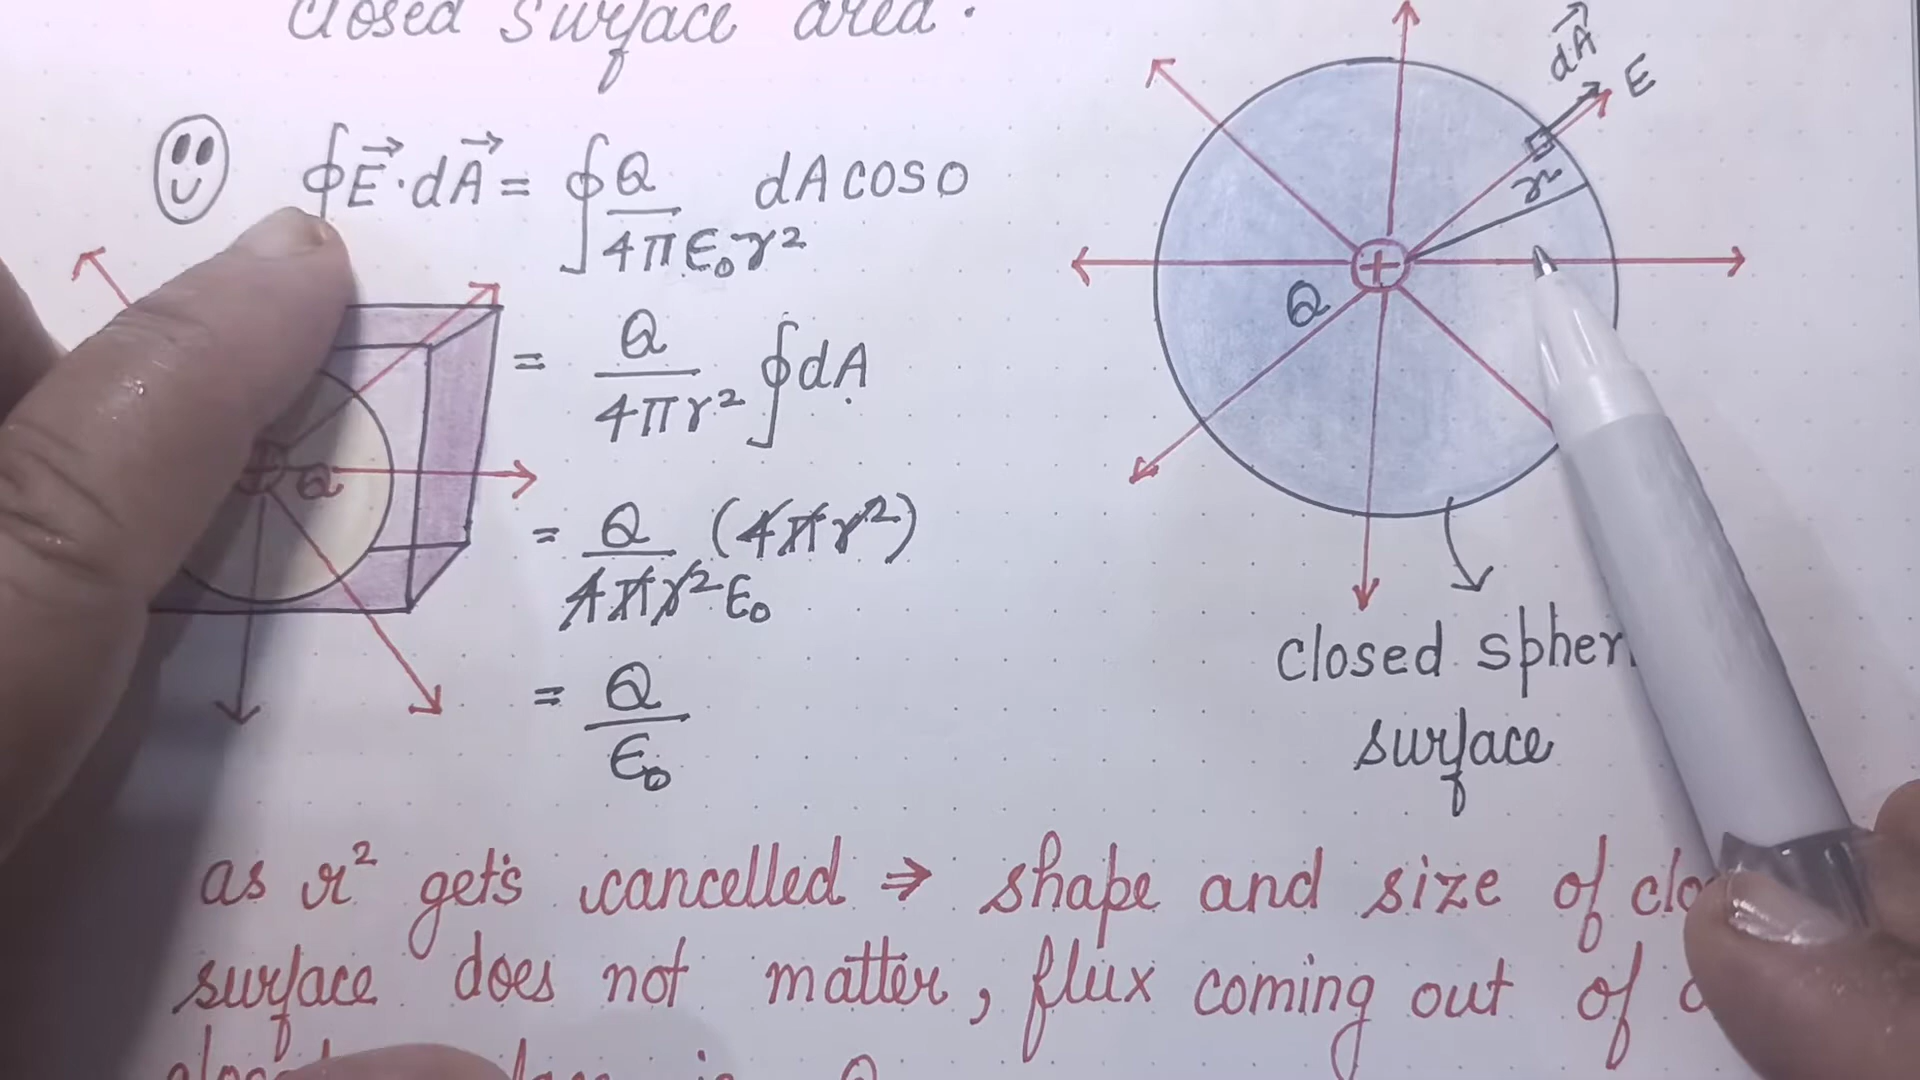 closed surface area.
∮E⃗·dA⃗ = ∮ Q/4πε₀r² dA cos0
= Q/4πr² ∮dA
= Q/4πr²ε₀ (4πr²)
= Q/ε₀
Q
dA⃗
E
r
Q
closed spher
surface
as r² gets cancelled ⇒ shape and size of clo
surface does not matter, flux coming out of